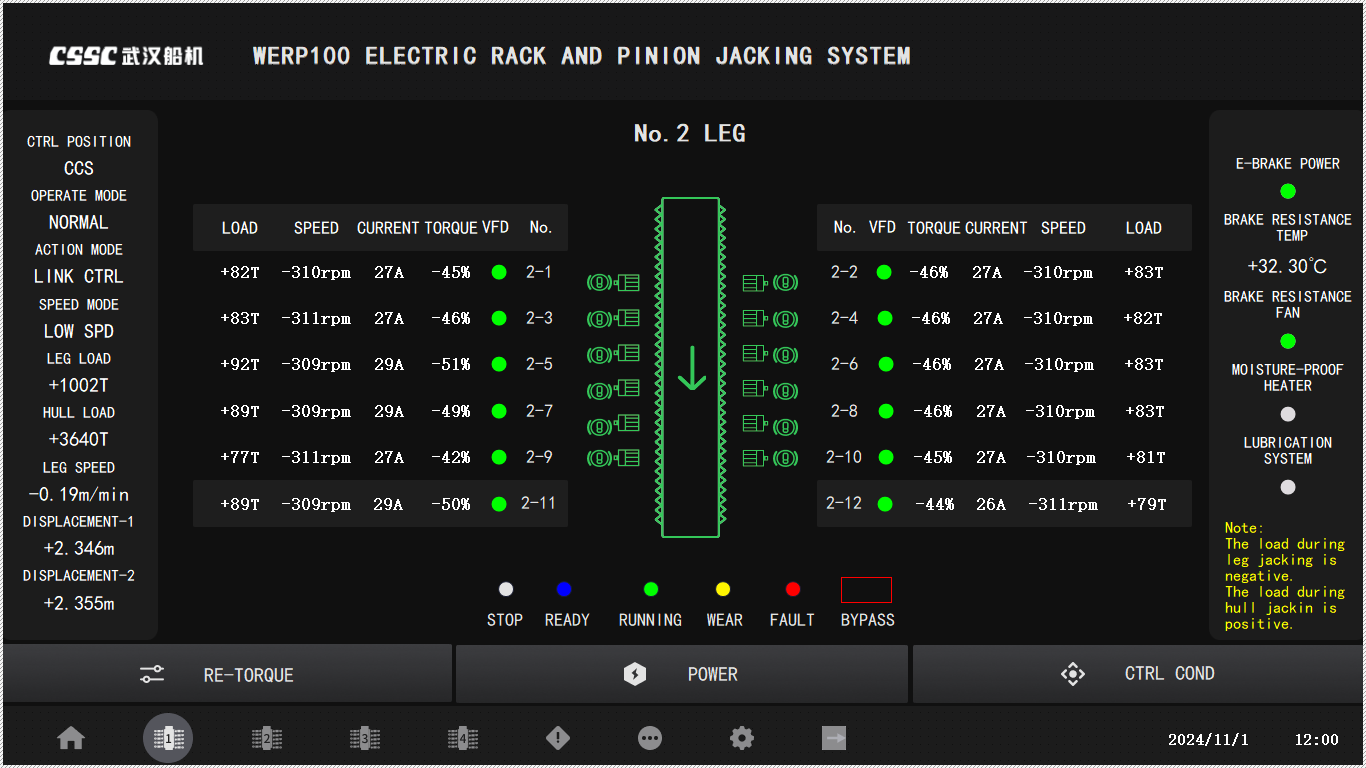 CSSC 武汉船机 WERP100 ELECTRIC RACK AND PINION JACKING SYSTEM
No. 2 LEG
CTRL POSITION
CCS
OPERATE MODE
NORMAL
ACTION MODE
LINK CTRL
SPEED MODE
LOW SPD
LEG LOAD
+1002T
HULL LOAD
+3640T
LEG SPEED
-0.19m/min
DISPLACEMENT-1
+2.346m
DISPLACEMENT-2
+2.355m
LOAD SPEED CURRENT TORQUE VFD No.
+82T -310rpm 27A -45% 2-1
+83T -311rpm 27A -46% 2-3
+92T -309rpm 29A -51% 2-5
+89T -309rpm 29A -49% 2-7
+77T -311rpm 27A -42% 2-9
+89T -309rpm 29A -50% 2-11
No. VFD TORQUE CURRENT SPEED LOAD
2-2 -46% 27A -310rpm +83T
2-4 -46% 27A -310rpm +82T
2-6 -46% 27A -310rpm +83T
2-8 -46% 27A -310rpm +83T
2-10 -45% 27A -310rpm +81T
2-12 -44% 26A -311rpm +79T
STOP READY RUNNING WEAR FAULT BYPASS
E-BRAKE POWER
BRAKE RESISTANCE
TEMP
+32.30℃
BRAKE RESISTANCE
FAN
MOISTURE-PROOF
HEATER
LUBRICATION
SYSTEM
Note:
The load during
leg jacking is
negative.
The load during
hull jackin is
positive.
RE-TORQUE POWER CTRL COND
1 2 3 4 2024/11/1 12:00